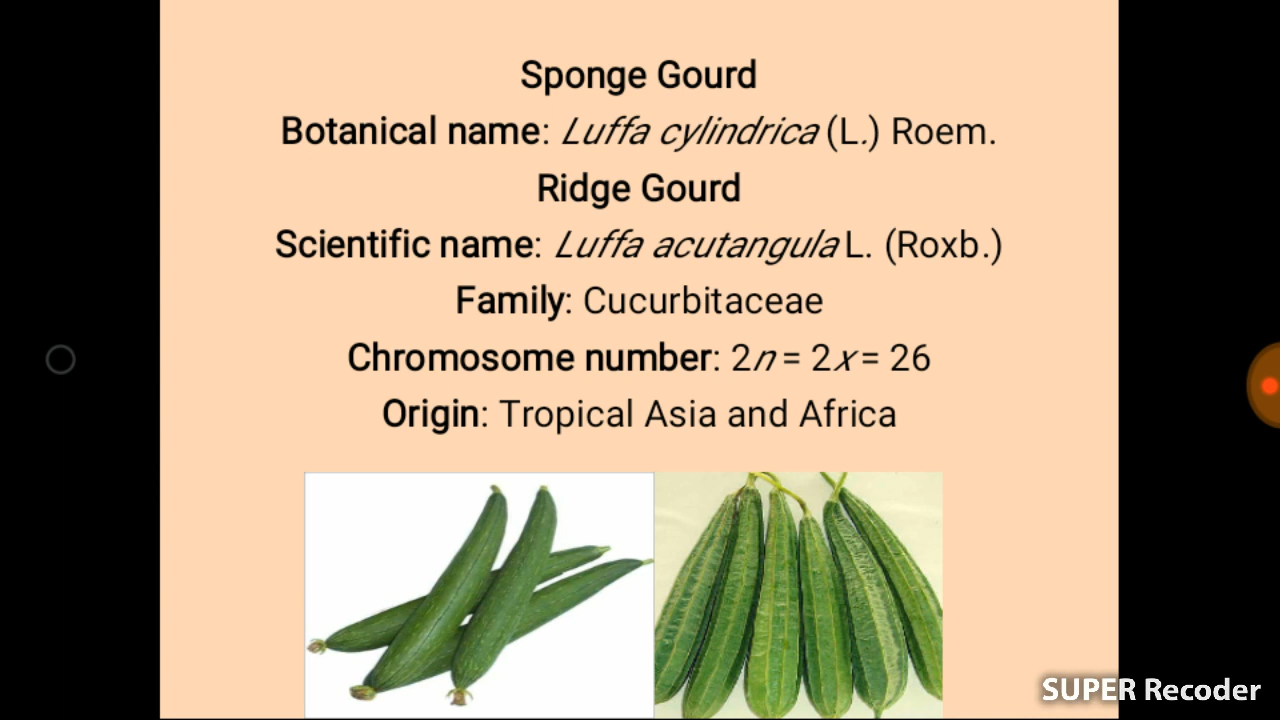 Sponge Gourd
Botanical name: Luffa cylindrica (L.) Roem.
Ridge Gourd
Scientific name: Luffa acutangula L. (Roxb.)
Family: Cucurbitaceae
Chromosome number: 2n = 2x = 26
Origin: Tropical Asia and Africa
SUPER Recoder